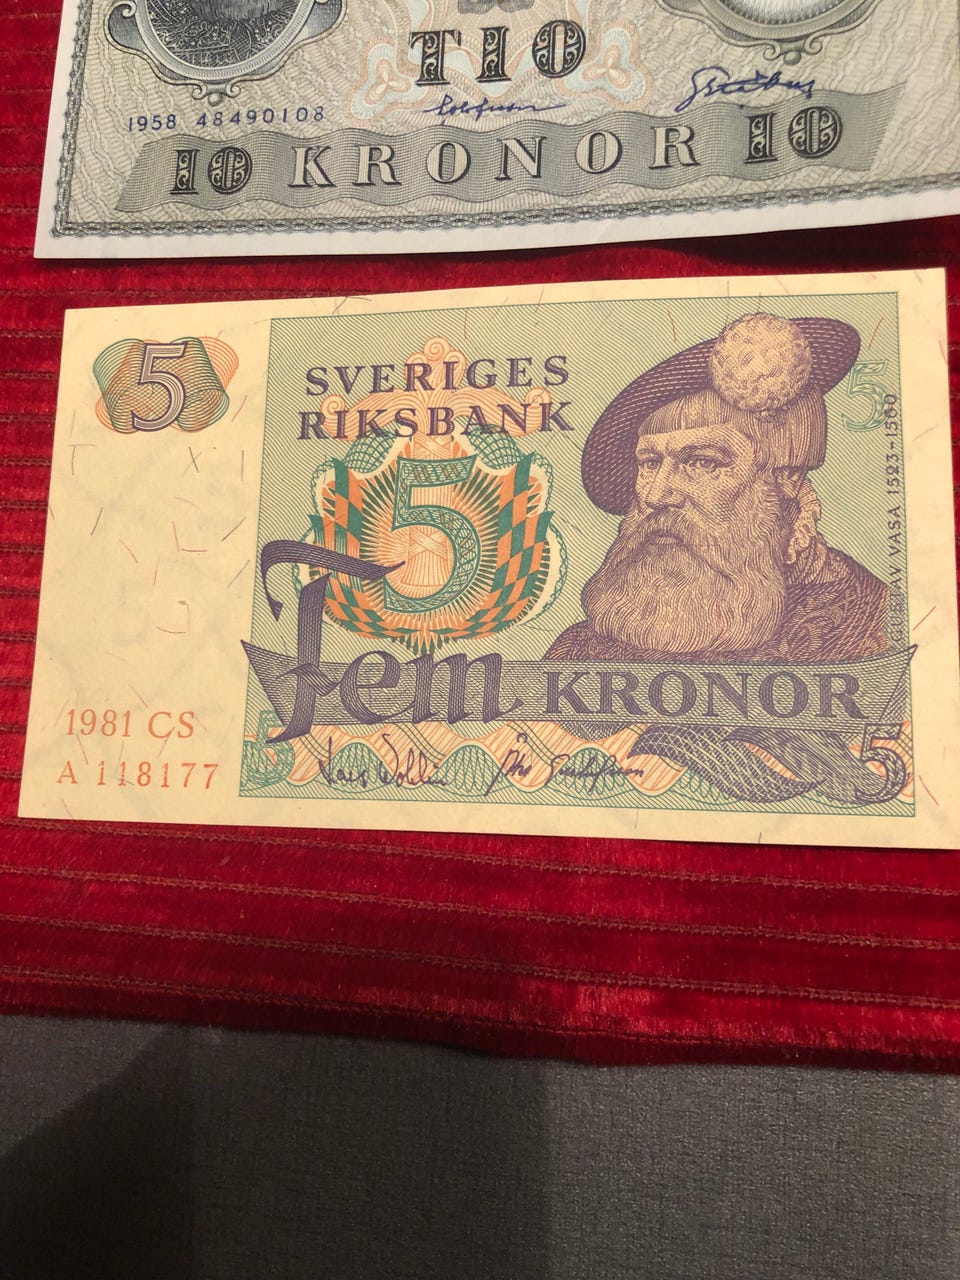 TIO
1958 48490108
10 KRONOR 10
5
SVERIGES
RIKSBANK
5
5
GUSTAV VASA 1523-1560
fem KRONOR
1981 CS
A 118177
5
5